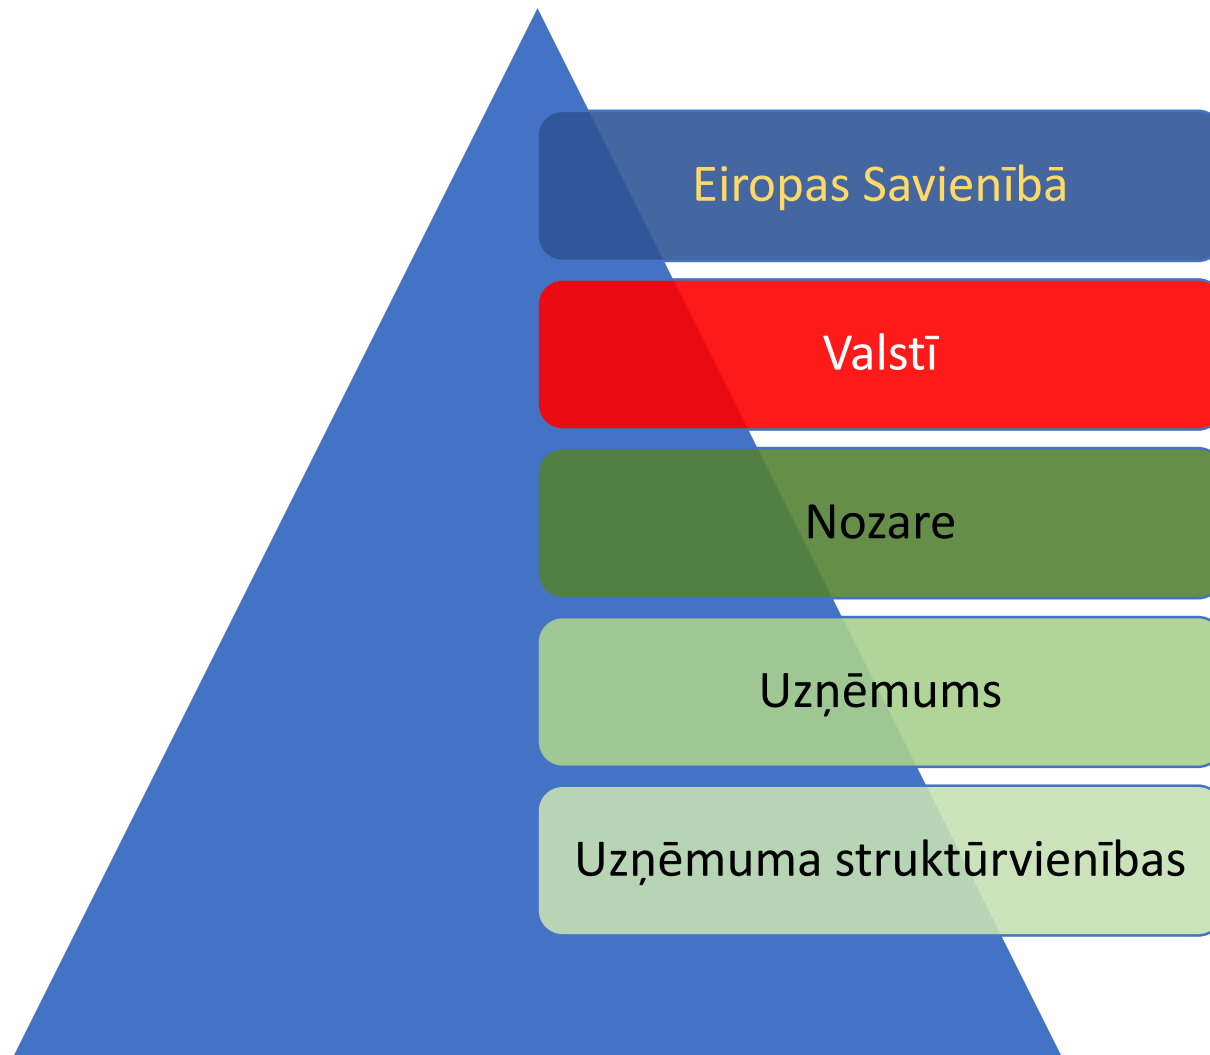 Eiropas Savienībā
Valstī
Nozare
Uzņēmums
Uzņēmuma struktūrvienības